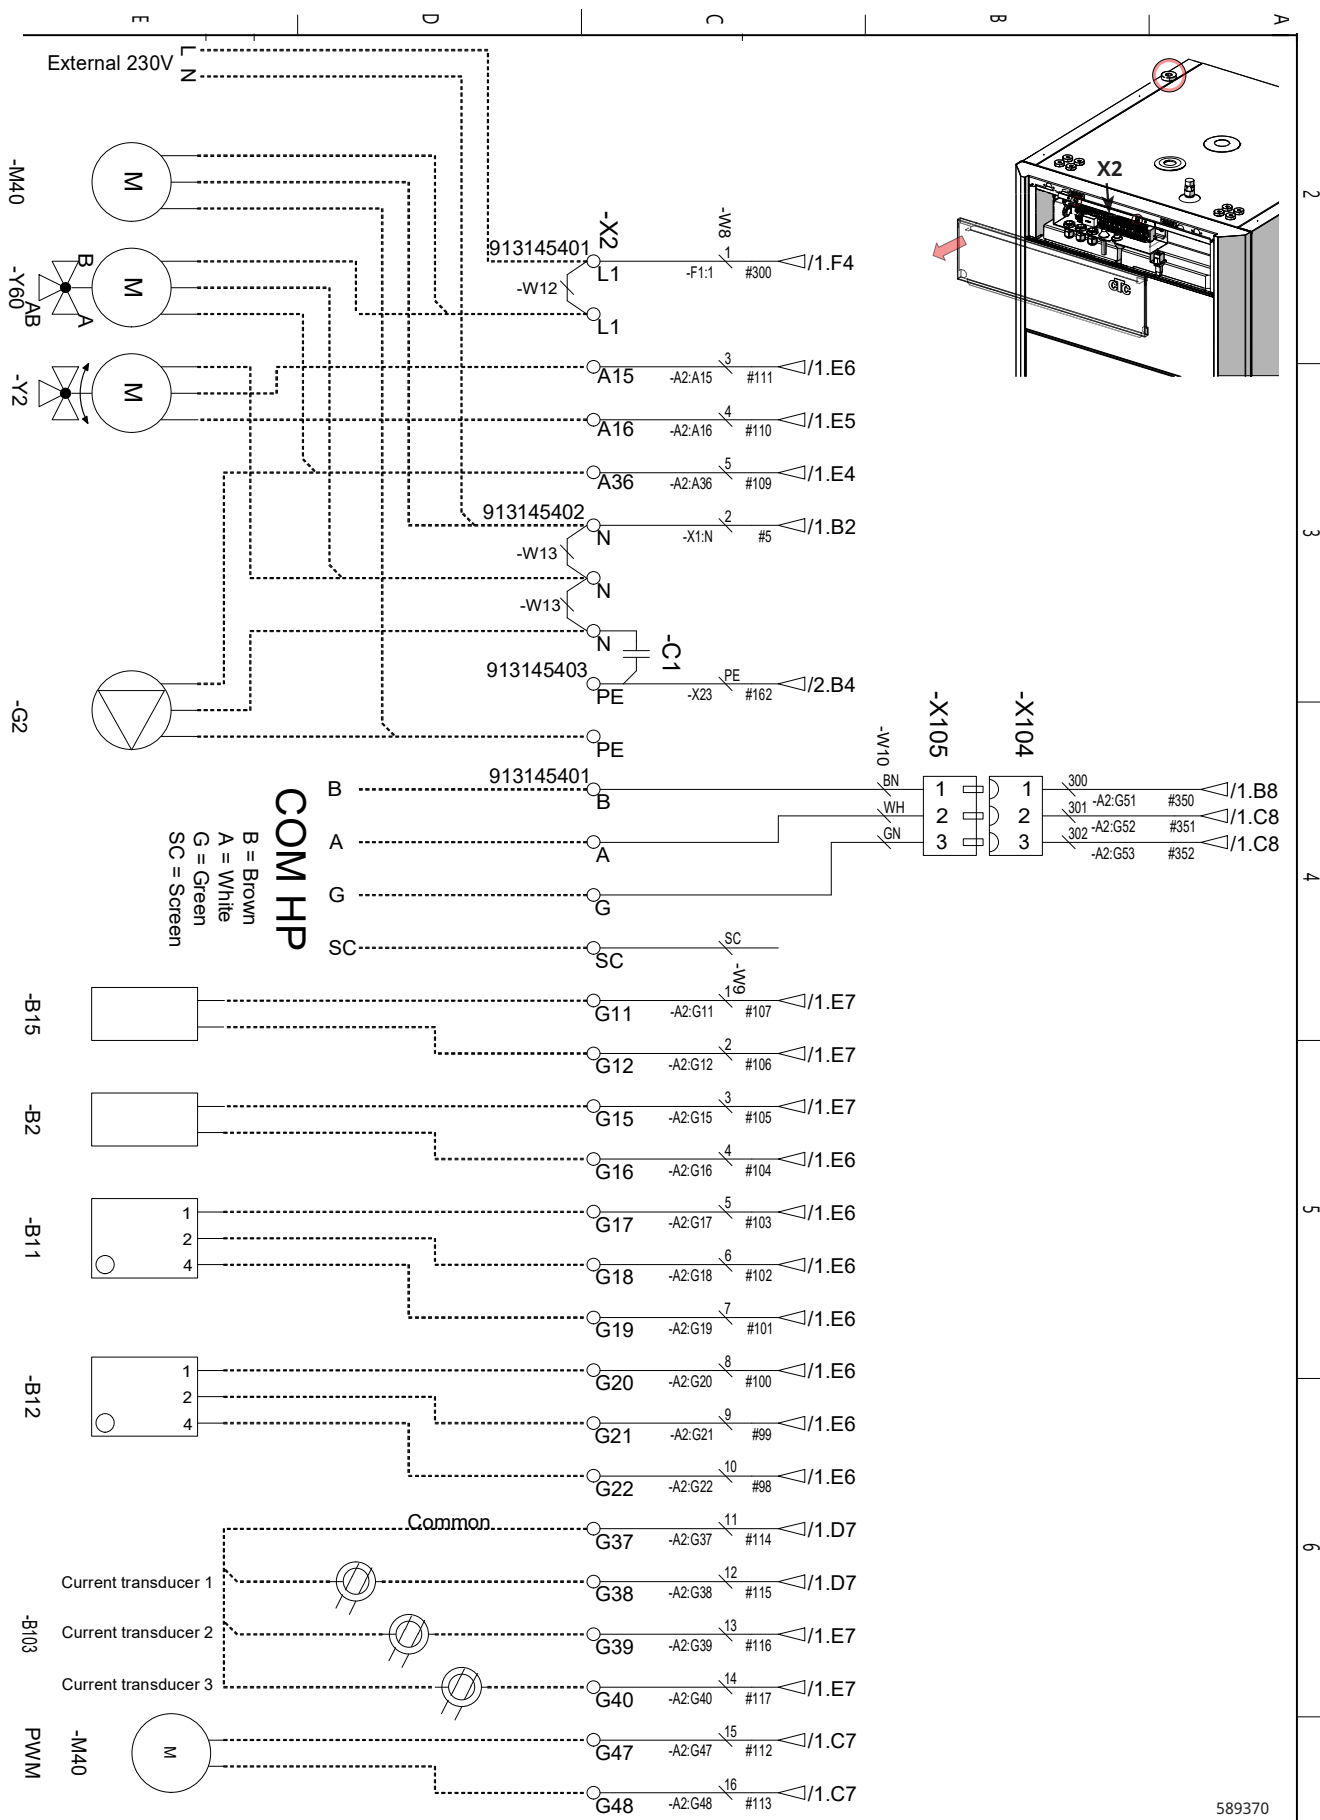 E D C B A
External 230V
L
N
2
X2
CTC
-M40
M
-X2
-W8
913145401
L1
-F1:1
1
#300
/1.F4
-W12
L1
-Y60
B
A
AB
M
A15
-A2:A15
3
#111
/1.E6
-Y2
M
A16
-A2:A16
4
#110
/1.E5
A36
-A2:A36
5
#109
/1.E4
913145402
N
-X1:N
2
#5
/1.B2
3
-W13
N
-W13
N
-C1
913145403
PE
-X23
PE
#162
/2.B4
-G2
PE
-W10
-X105
-X104
COM HP
B = Brown
A = White
G = Green
SC = Screen
B
913145401
B
BN
1
1
300
-A2:G51
#350
/1.B8
WH
2
2
301
-A2:G52
#351
/1.C8
A
A
GN
3
3
302
-A2:G53
#352
/1.C8
4
G
G
SC
SC
SC
-W9
-B15
G11
-A2:G11
1
#107
/1.E7
G12
-A2:G12
2
#106
/1.E7
-B2
G15
-A2:G15
3
#105
/1.E7
G16
-A2:G16
4
#104
/1.E6
-B11
1
2
4
G17
-A2:G17
5
#103
/1.E6
5
G18
-A2:G18
6
#102
/1.E6
G19
-A2:G19
7
#101
/1.E6
-B12
1
2
4
G20
-A2:G20
8
#100
/1.E6
G21
-A2:G21
9
#99
/1.E6
G22
-A2:G22
10
#98
/1.E6
Common
G37
-A2:G37
11
#114
/1.D7
6
Current transducer 1
G38
-A2:G38
12
#115
/1.D7
-B103
Current transducer 2
G39
-A2:G39
13
#116
/1.E7
Current transducer 3
G40
-A2:G40
14
#117
/1.E7
-M40
PWM
M
G47
-A2:G47
15
#112
/1.C7
G48
-A2:G48
16
#113
/1.C7
589370